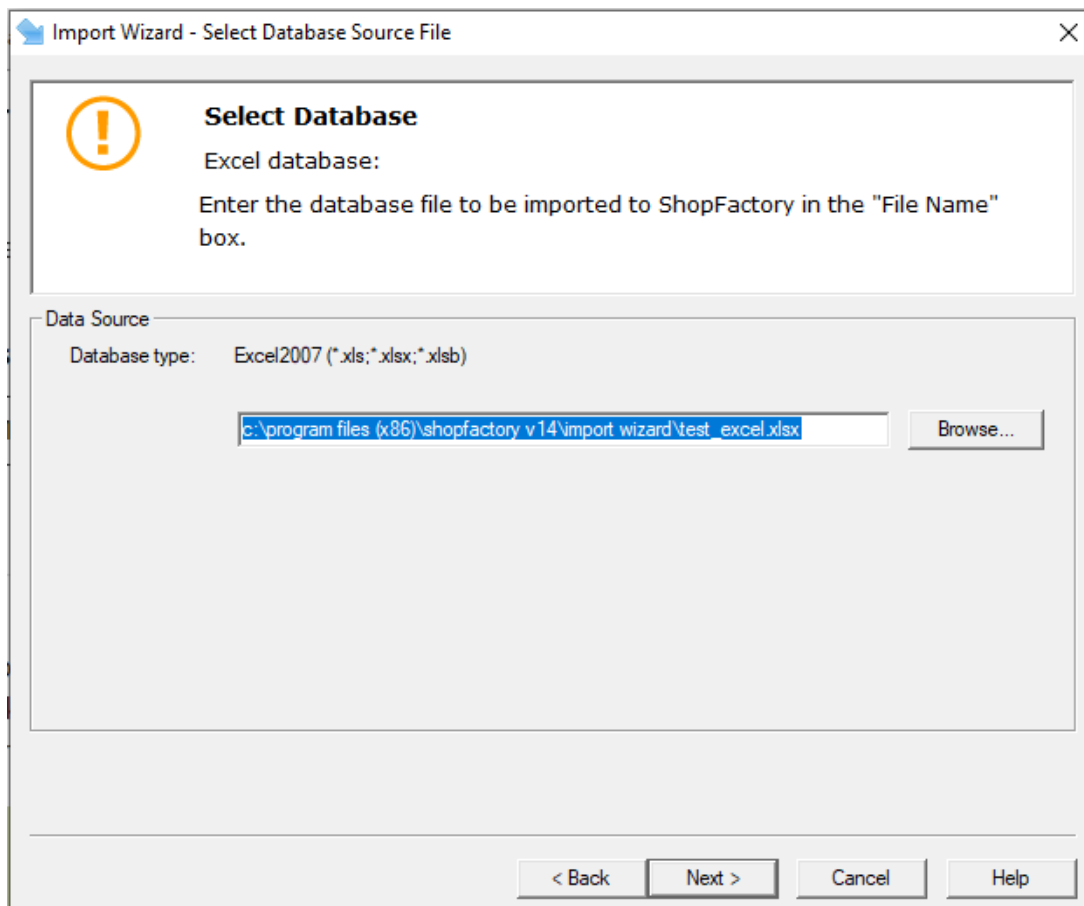 Import Wizard - Select Database Source File
Select Database
Excel database:
Enter the database file to be imported to ShopFactory in the "File Name"
box.
Data Source
Database type: Excel2007 (*.xls;*.xlsx;*.xlsb)
c:\program files (x86)\shopfactory v14\import wizard\test_excel.xlsx Browse...
< Back Next > Cancel Help